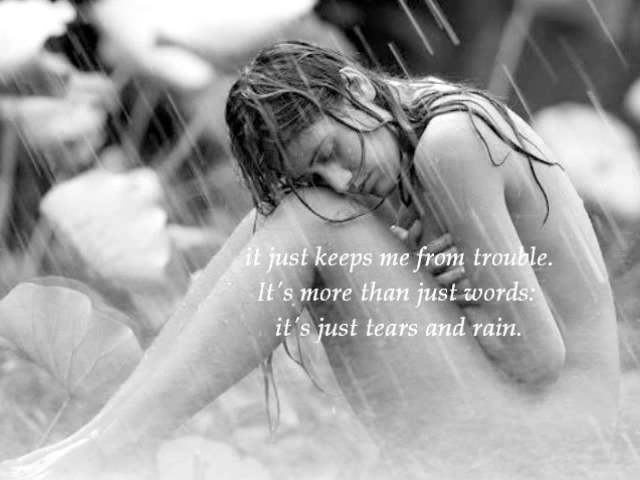 it just keeps me from trouble.
It's more than just words:
it's just tears and rain.